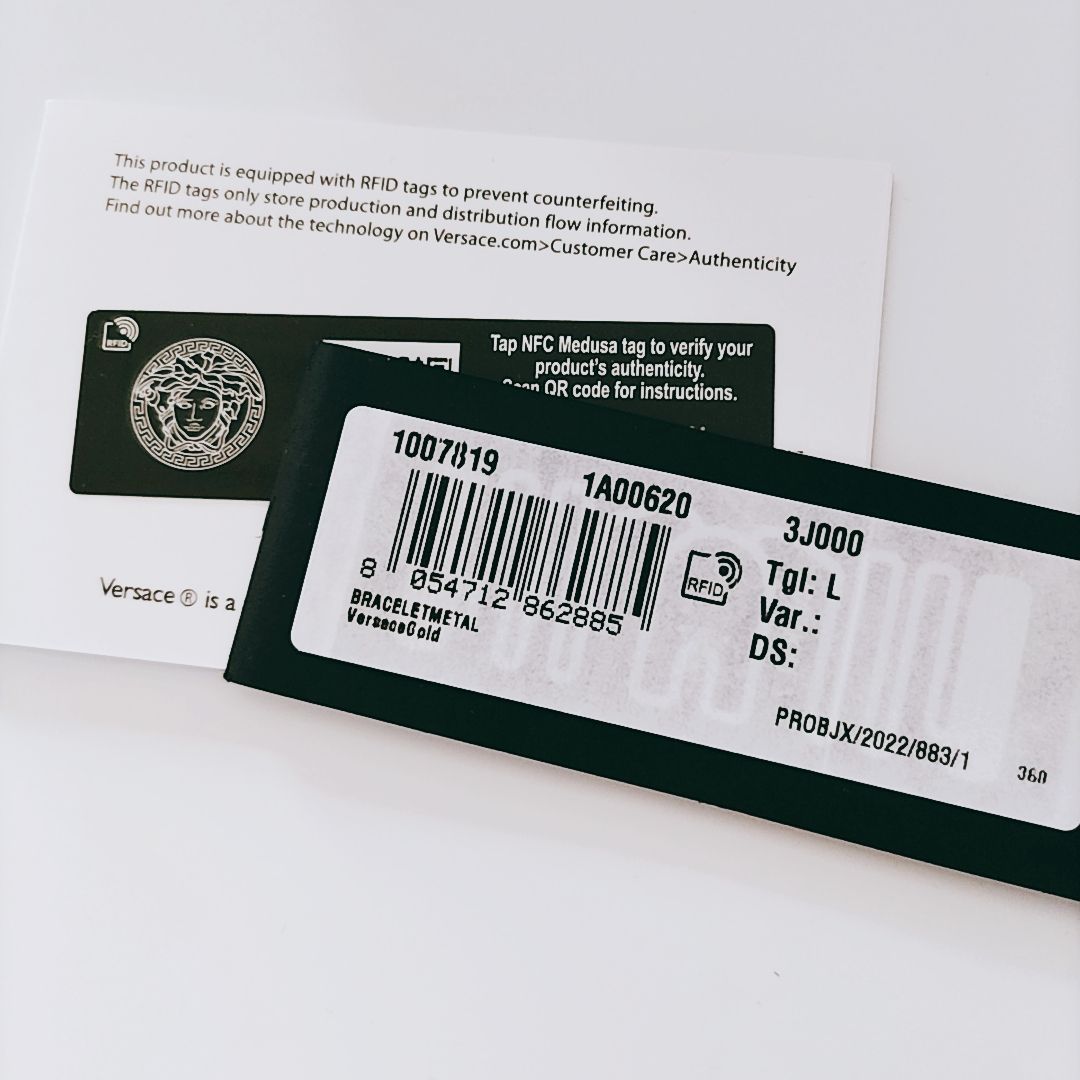 This product is equipped with RFID tags to prevent counterfeiting.
The RFID tags only store production and distribution flow information.
Find out more about the technology on Versace.com>Customer Care>Authenticity
RFID
Tap NFC Medusa tag to verify your
product's authenticity.
Scan QR code for instructions.
Versace ® is a
1007819
1A00620
3J000
8 054712 862885
BRACELETMETAL
VersaceGold
RFID
Tgl: L
Var.:
DS:
PROBJX/2022/883/1
360